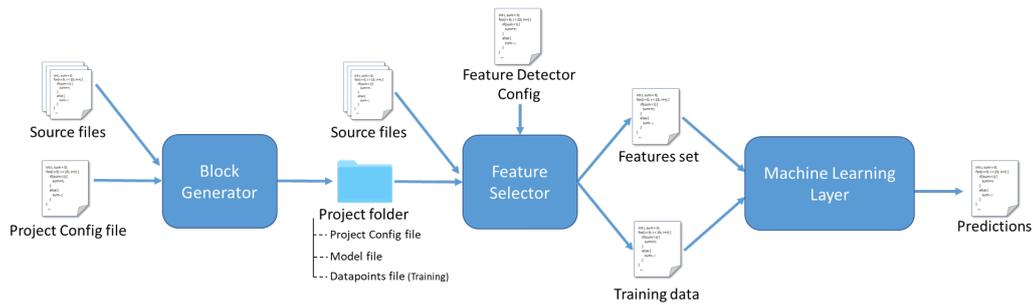 Source files
Project Config file
Block
Generator
Source files
Project folder
Project Config file
Model file
Datapoints file (Training)
Feature Detector
Config
Feature
Selector
Features set
Training data
Machine Learning
Layer
Predictions